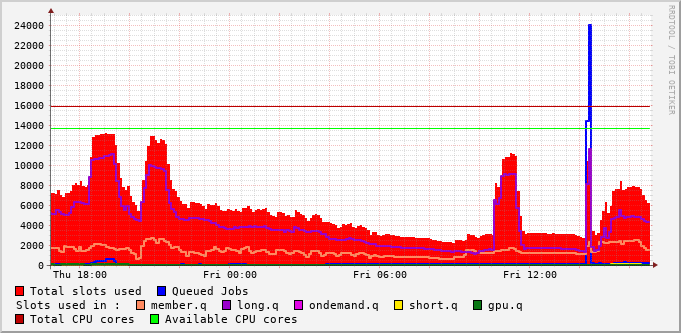 RRDTOOL / TOBI OETIKER
24000
22000
20000
18000
16000
14000
12000
10000
8000
6000
4000
2000
0
Thu 18:00 Fri 00:00 Fri 06:00 Fri 12:00
Total slots used Queued Jobs
Slots used in : member.q long.q ondemand.q short.q gpu.q
Total CPU cores Available CPU cores